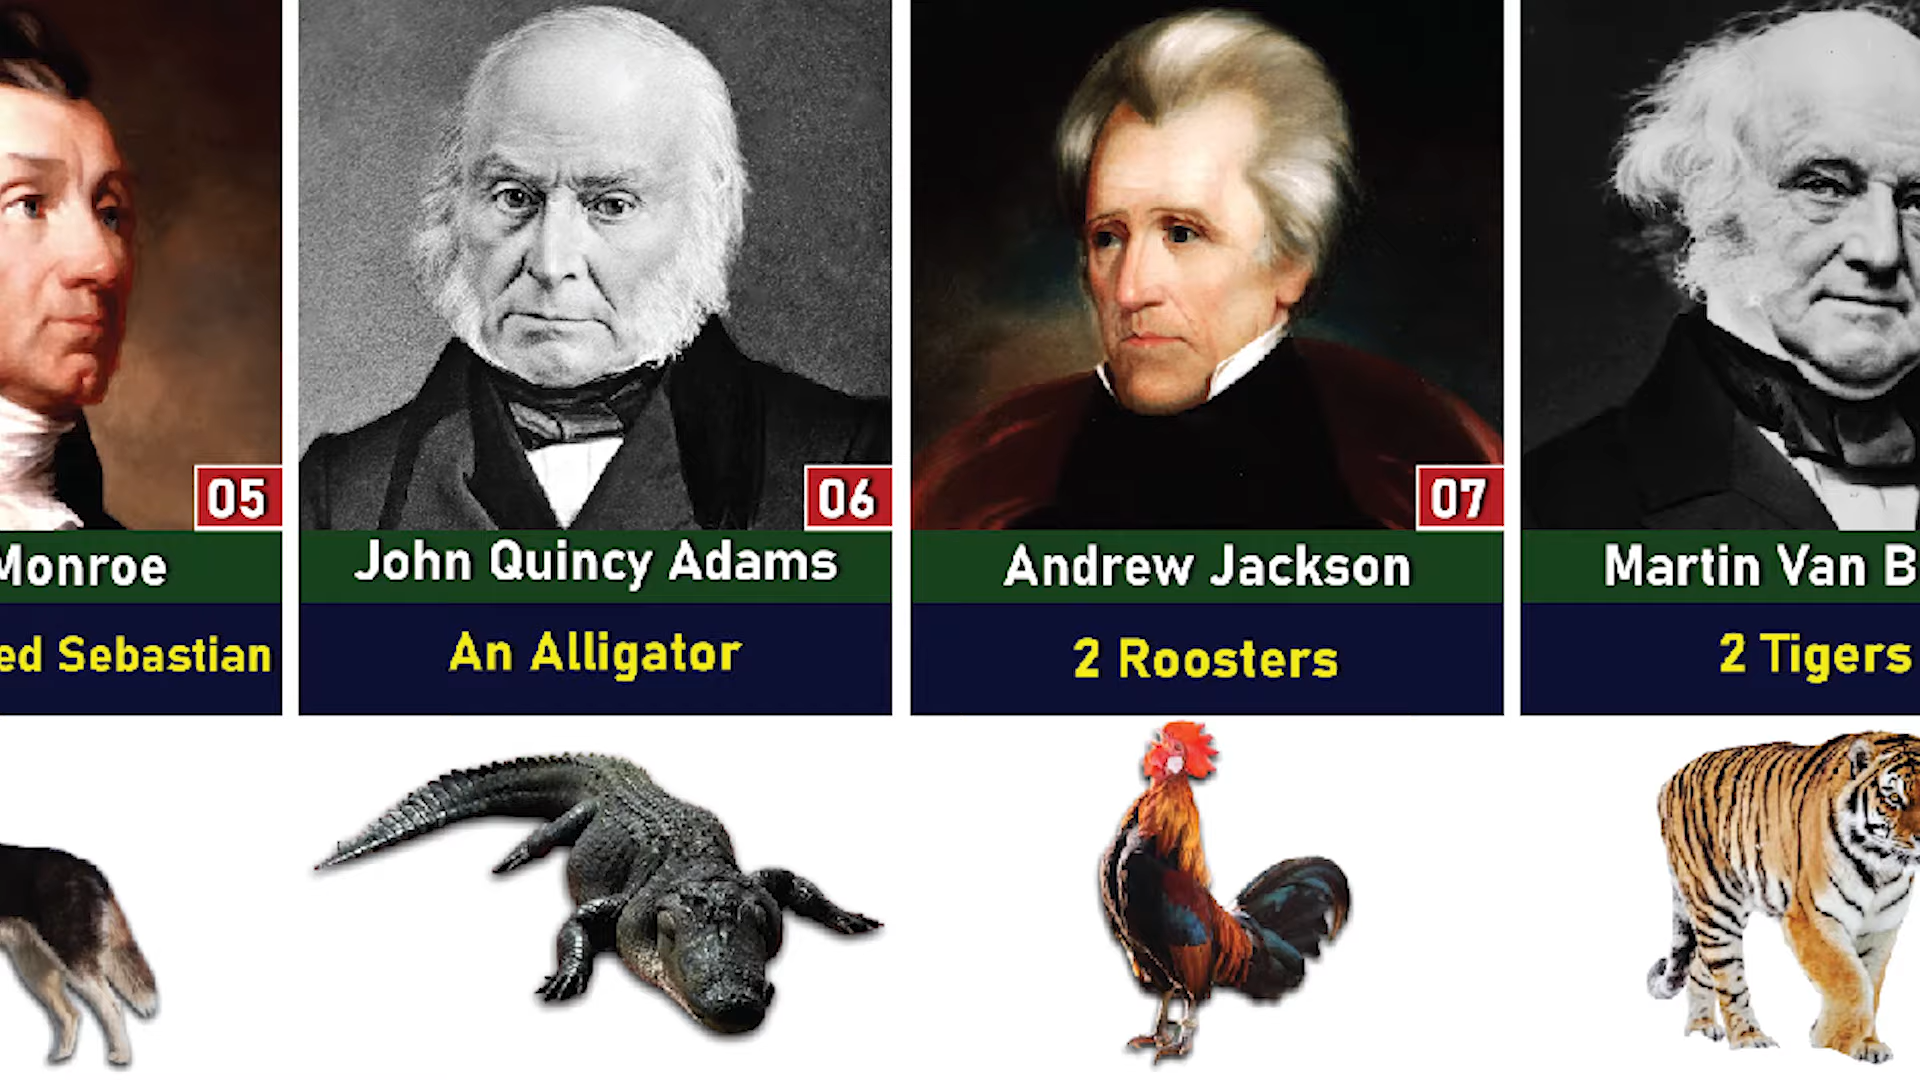 05
Monroe
ed Sebastian
06
John Quincy Adams
An Alligator
07
Andrew Jackson
2 Roosters
Martin Van B
2 Tigers